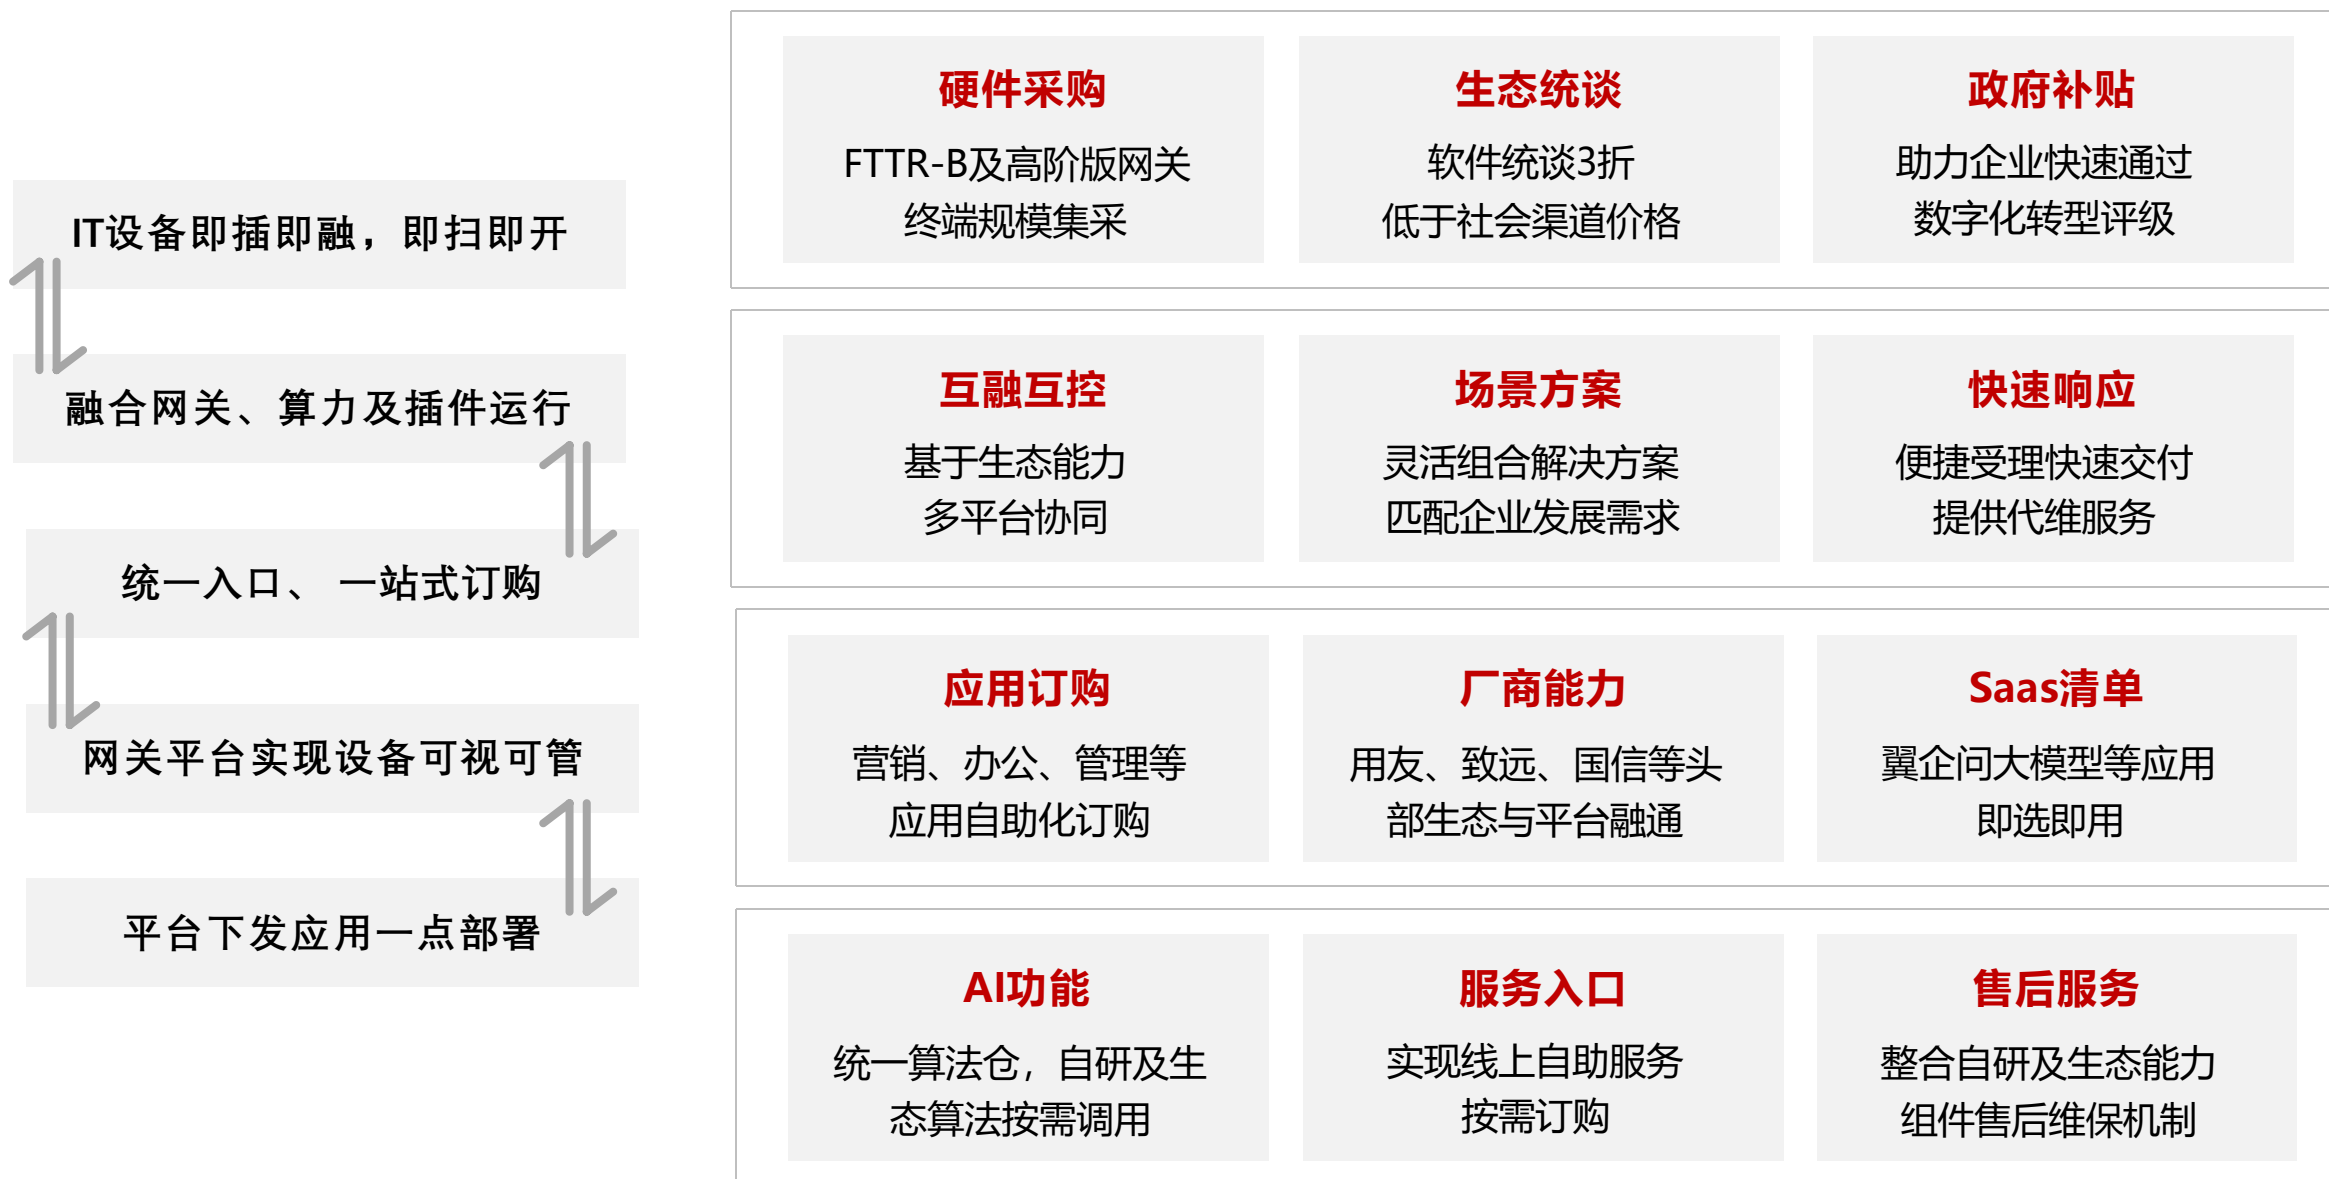 IT设备即插即融，即扫即开
融合网关、算力及插件运行
统一入口、 一站式订购
网关平台实现设备可视可管
平台下发应用一点部署
硬件采购
FTTR-B及高阶版网关
终端规模集采
生态统谈
软件统谈3折
低于社会渠道价格
政府补贴
助力企业快速通过
数字化转型评级
互融互控
基于生态能力
多平台协同
场景方案
灵活组合解决方案
匹配企业发展需求
快速响应
便捷受理快速交付
提供代维服务
应用订购
营销、办公、管理等
应用自助化订购
厂商能力
用友、致远、国信等头
部生态与平台融通
Saas清单
翼企问大模型等应用
即选即用
AI功能
统一算法仓，自研及生
态算法按需调用
服务入口
实现线上自助服务
按需订购
售后服务
整合自研及生态能力
组件售后维保机制